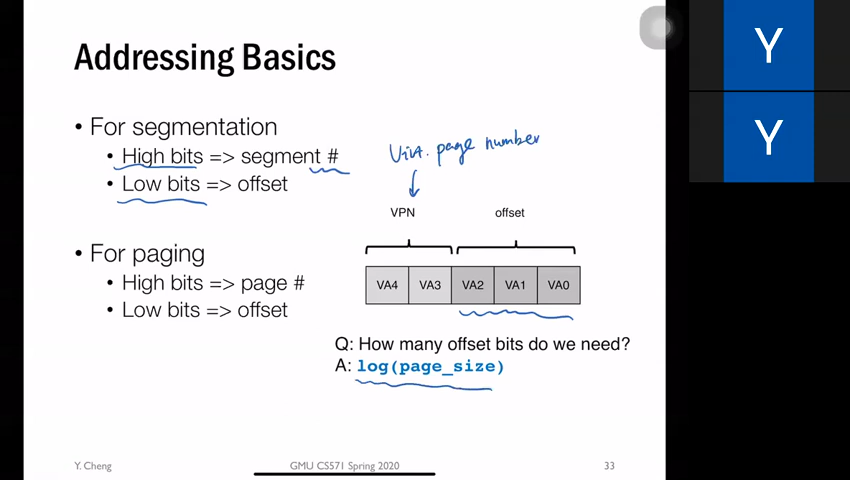 Addressing Basics
• For segmentation
• High bits => segment #
• Low bits => offset
Virt. page number
VPN
offset
VA4 VA3 VA2 VA1 VA0
• For paging
• High bits => page #
• Low bits => offset
Q: How many offset bits do we need?
A: log(page_size)
Y. Cheng
GMU CS571 Spring 2020
33
Y
Y